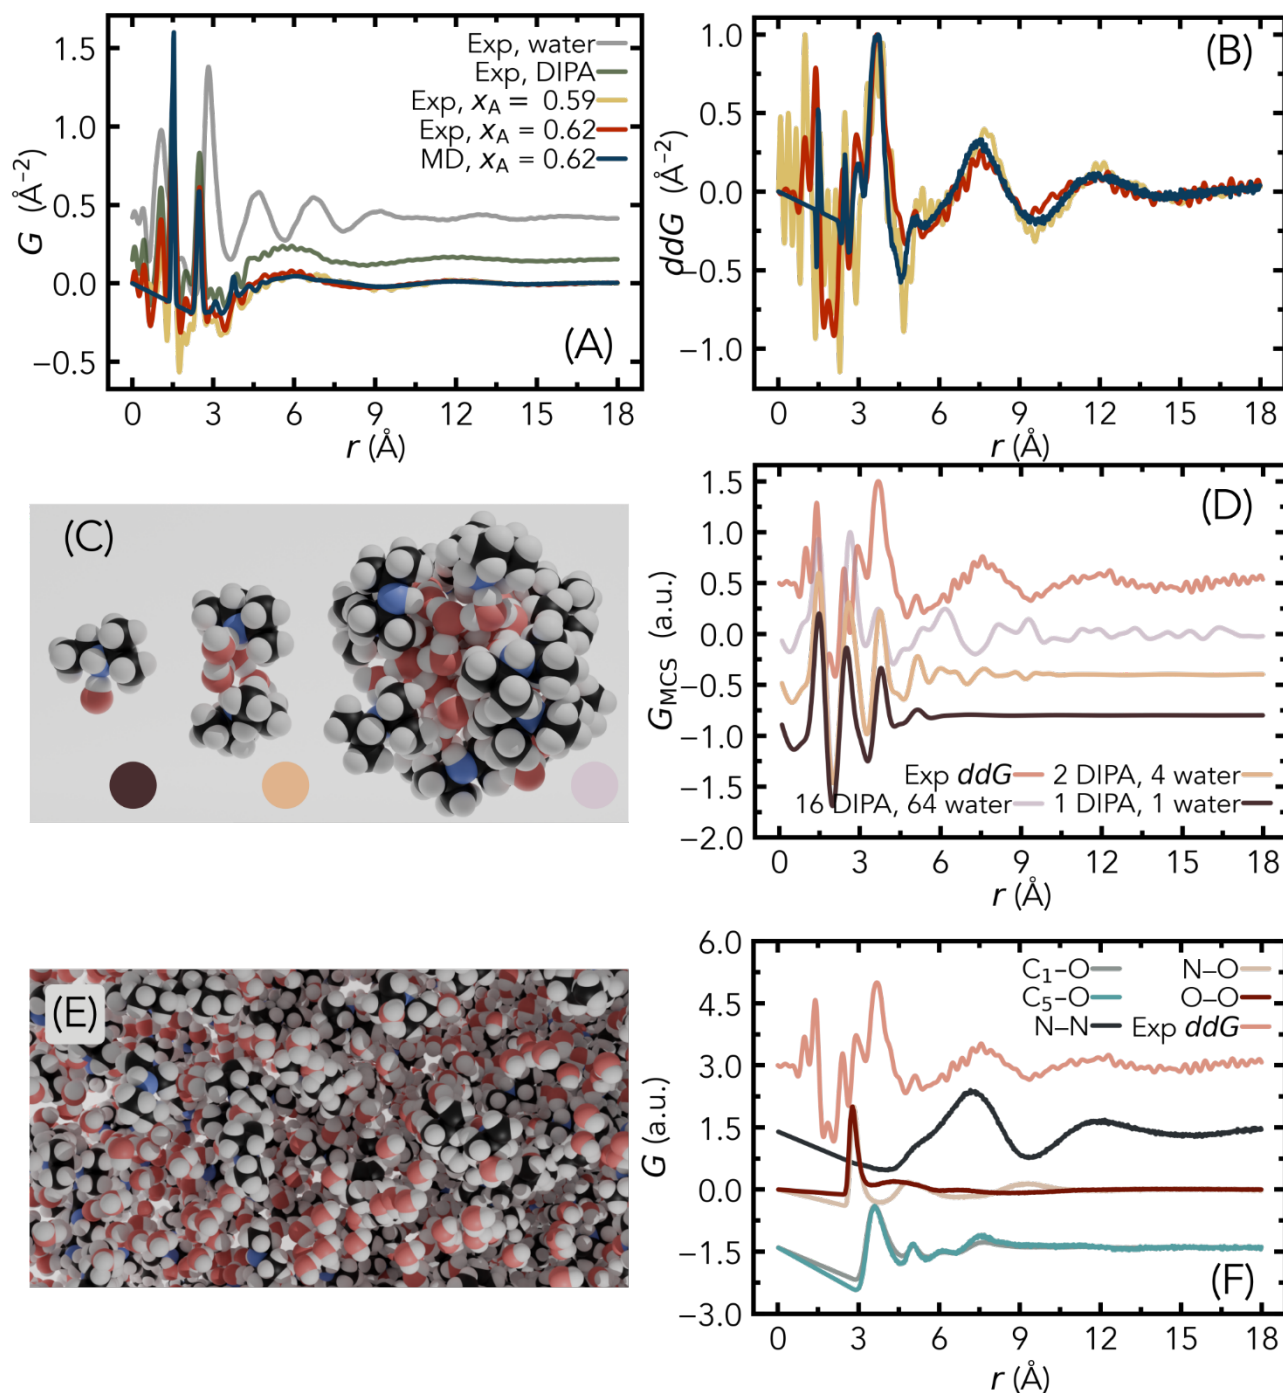 (A)
Exp, water
Exp, DIPA
Exp, xA = 0.59
Exp, xA = 0.62
MD, xA = 0.62
1.5
1.0
0.5
0.0
−0.5
G (Å−2)
0 3 6 9 12 15 18
r (Å)
(B)
1.0
0.5
0.0
−0.5
−1.0
ddG (Å−2)
0 3 6 9 12 15 18
r (Å)
(C)
(D)
1.5
1.0
0.5
0.0
−0.5
−1.0
−1.5
−2.0
GMCS (a.u.)
Exp ddG 2 DIPA, 4 water
16 DIPA, 64 water 1 DIPA, 1 water
0 3 6 9 12 15 18
r (Å)
(E)
6.0
4.5
3.0
1.5
0.0
−1.5
−3.0
G (a.u.)
C1–O N–O
C5–O O–O
N–N Exp ddG
(F)
0 3 6 9 12 15 18
r (Å)